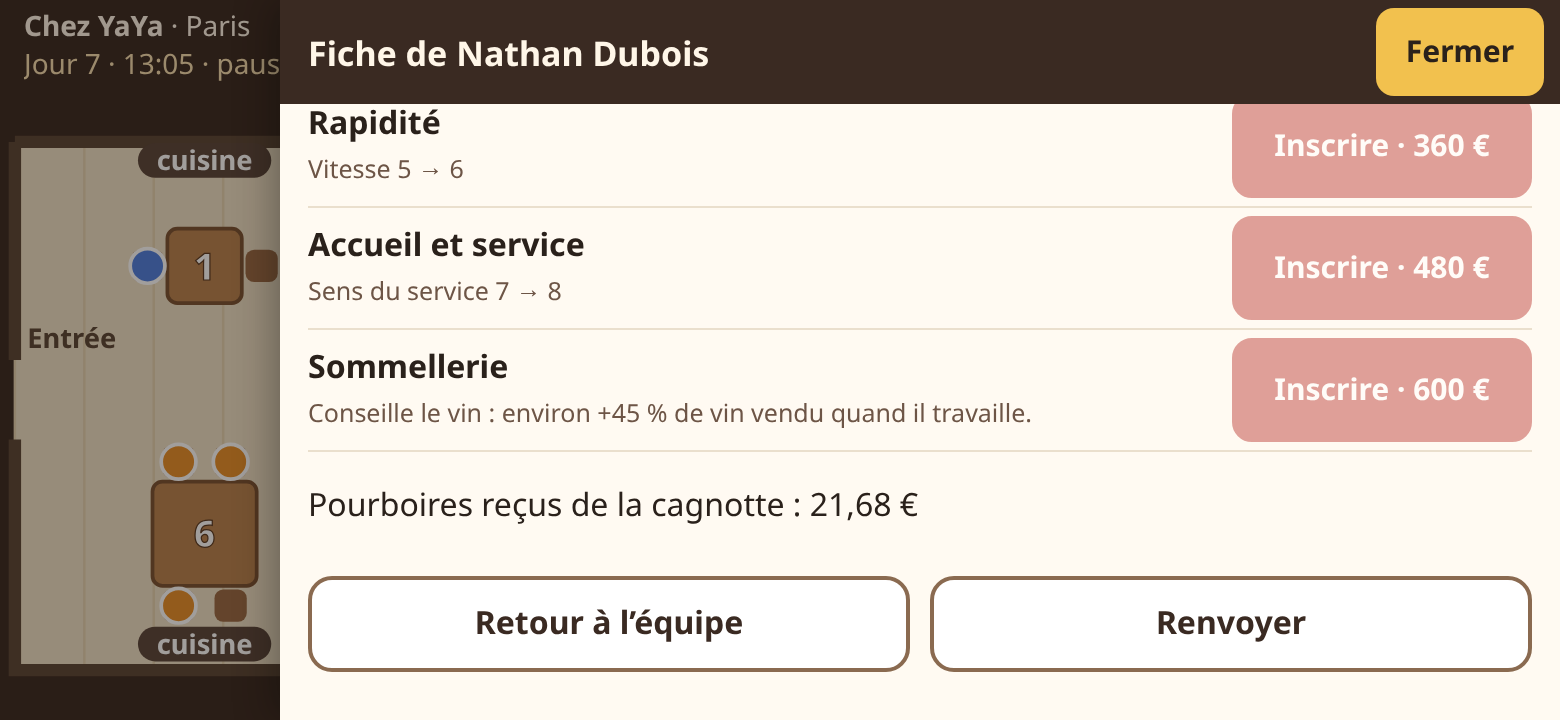 Chez YaYa · Paris
Jour 7 · 13:05 · paus
cuisine
1
Entrée
6
cuisine
Fiche de Nathan Dubois
Fermer
Rapidité
Vitesse 5 → 6
Inscrire · 360 €
Accueil et service
Sens du service 7 → 8
Inscrire · 480 €
Sommellerie
Conseille le vin : environ +45 % de vin vendu quand il travaille.
Inscrire · 600 €
Pourboires reçus de la cagnotte : 21,68 €
Retour à l’équipe
Renvoyer